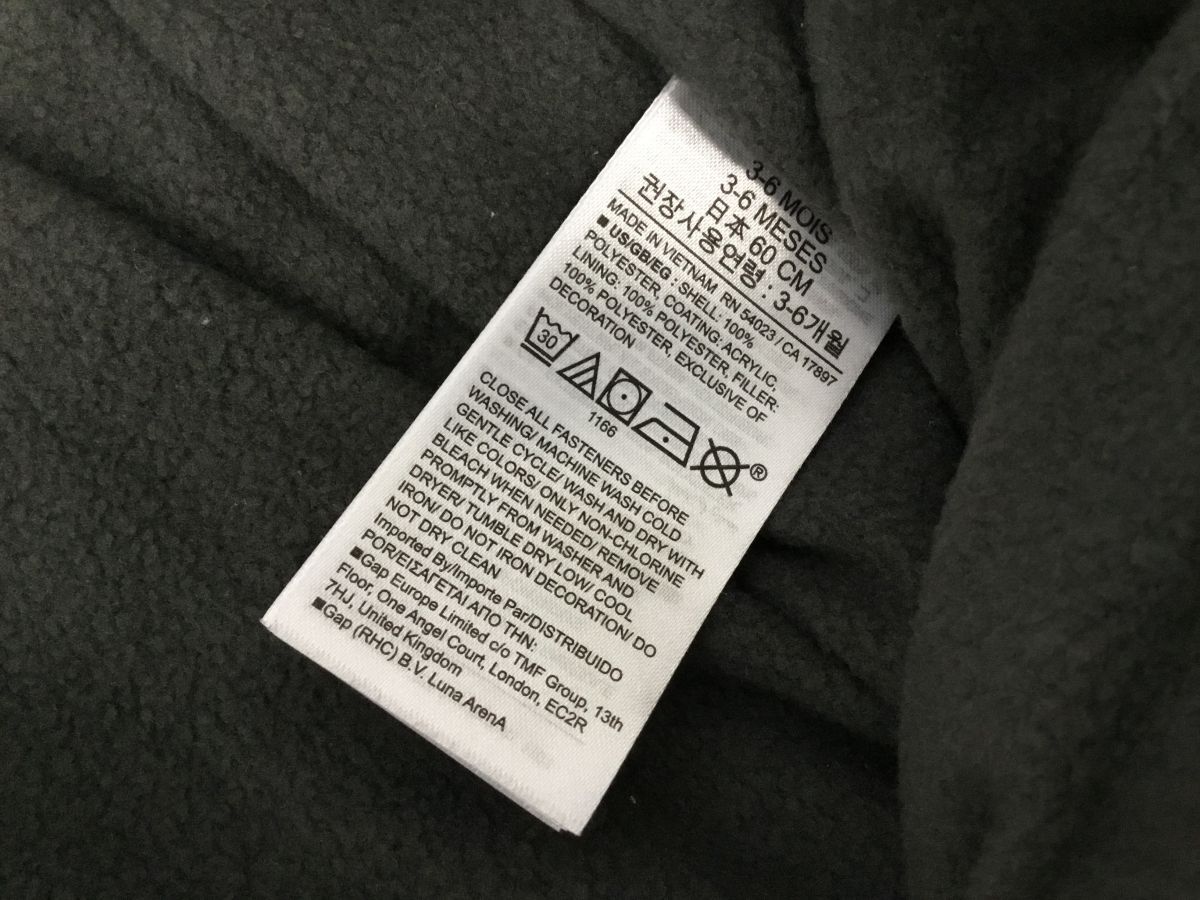 3-6 MOIS
3-6 MESES
日本 60 CM
권장사용연령 : 3-6개월
MADE IN VIETNAM RN 54023 / CA 17897
■ US/GB/EG : SHELL: 100%
POLYESTER, COATING: ACRYLIC,
LINING: 100% POLYESTER, FILLER:
100% POLYESTER, EXCLUSIVE OF
DECORATION
30
1166
®
CLOSE ALL FASTENERS BEFORE
WASHING/ MACHINE WASH COLD
GENTLE CYCLE/ WASH AND DRY WITH
LIKE COLORS/ ONLY NON-CHLORINE
BLEACH WHEN NEEDED/ REMOVE
PROMPTLY FROM WASHER AND
DRYER/ TUMBLE DRY LOW/ COOL
IRON/ DO NOT IRON DECORATION/ DO
NOT DRY CLEAN
Imported By/Importe Par/DISTRIBUIDO
POR/ΕΙΣΑΓΕΤΑΙ ΑΠΟ ΤΗΝ:
■Gap Europe Limited c/o TMF Group, 13th
Floor, One Angel Court, London, EC2R
7HJ, United Kingdom
■Gap (RHC) B.V. Luna ArenA